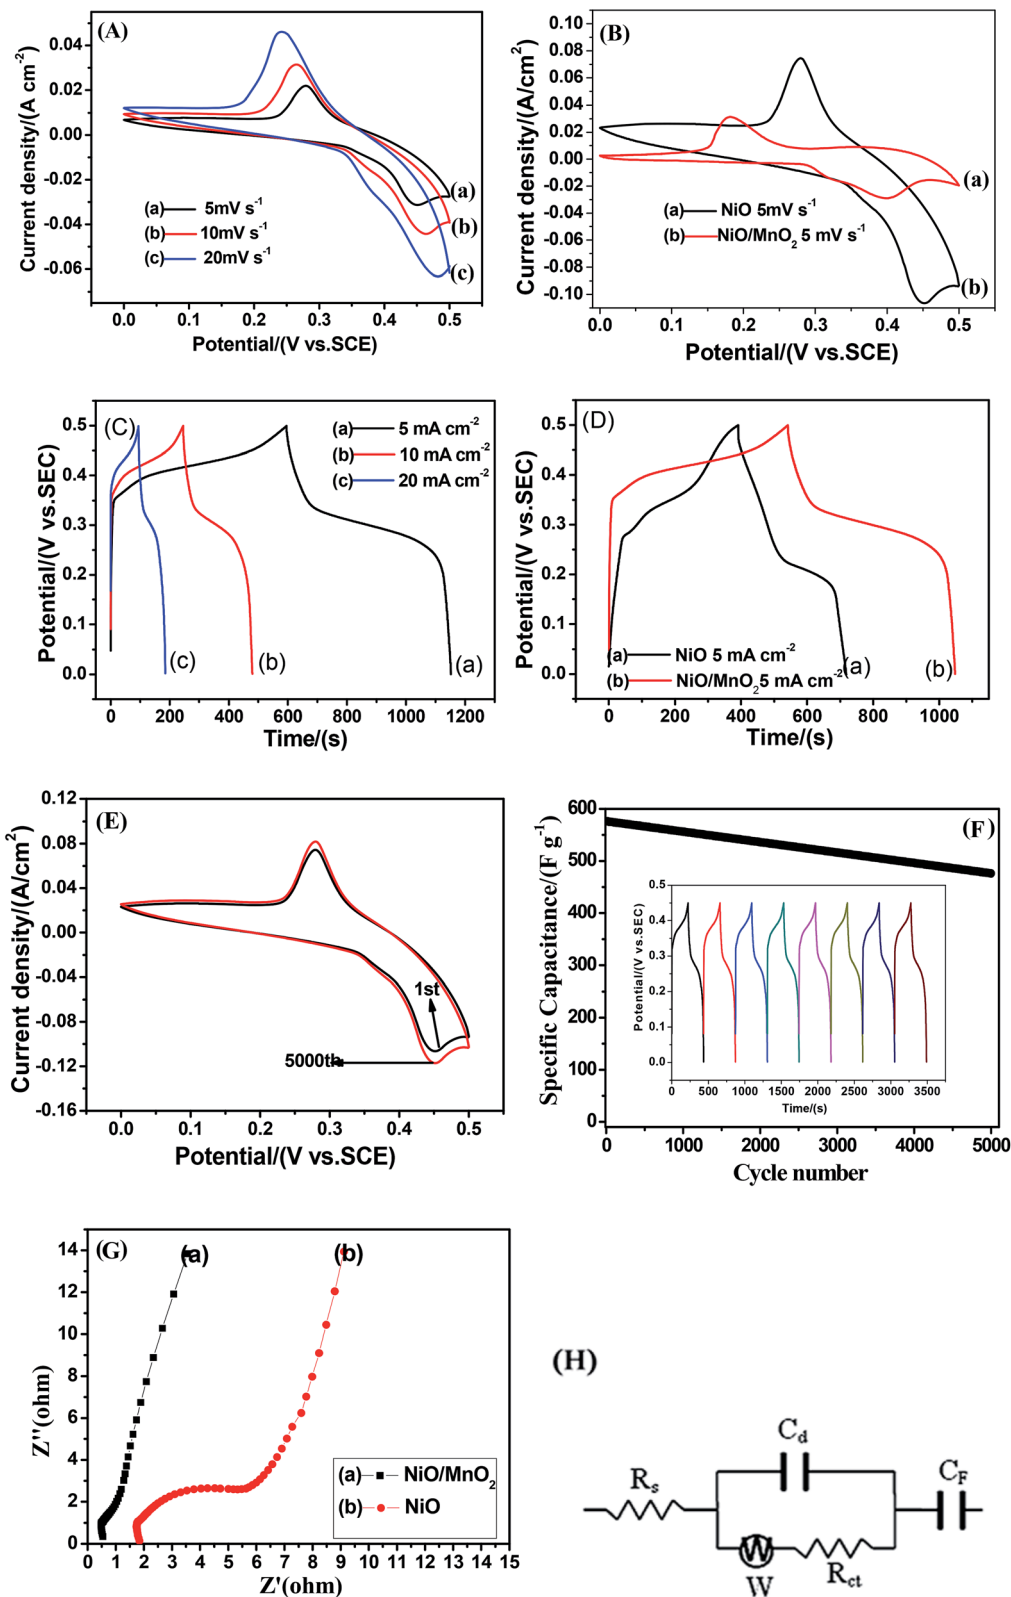 (A)
Current density/(A cm-2)
0.04
0.02
0.00
-0.02
-0.04
-0.06
(a) 5mV s-1
(b) 10mV s-1
(c) 20mV s-1
(a)
(b)
(c)
0.0 0.1 0.2 0.3 0.4 0.5
Potential/(V vs.SCE)
(B)
Current density/(A/cm2)
0.10
0.08
0.06
0.04
0.02
0.00
-0.02
-0.04
-0.06
-0.08
-0.10
(a) NiO 5mV s-1
(b) NiO/MnO2 5 mV s-1
(a)
(b)
0.0 0.1 0.2 0.3 0.4 0.5
Potential/(V vs.SCE)
(C)
Potential/(V vs.SEC)
0.5
0.4
0.3
0.2
0.1
0.0
(a) 5 mA cm-2
(b) 10 mA cm-2
(c) 20 mA cm-2
(c) (b) (a)
0 200 400 600 800 1000 1200
Time/(s)
(D)
Potential/(V vs.SEC)
0.5
0.4
0.3
0.2
0.1
0.0
(a) NiO 5 mA cm-2
(b) NiO/MnO2 5 mA cm-2
(a) (b)
0 200 400 600 800 1000
Time/(s)
(E)
Current density/(A/cm2)
0.12
0.08
0.04
0.00
-0.04
-0.08
-0.12
-0.16
1st
5000th
0.0 0.1 0.2 0.3 0.4 0.5
Potential/(V vs.SCE)
(F)
Specific Capacitance/(F g-1)
600
500
400
300
200
100
0
Potential/(V vs.SEC)
0.5
0.4
0.3
0.2
0.1
0.0
0 500 1000 1500 2000 2500 3000 3500
Time/(s)
0 1000 2000 3000 4000 5000
Cycle number
(G)
Z''(ohm)
14
12
10
8
6
4
2
0
(a) (b)
(a) NiO/MnO2
(b) NiO
0 1 2 3 4 5 6 7 8 9 10 11 12 13 14 15
Z'(ohm)
(H)
Cd
Rs
CF
W
W
Rct